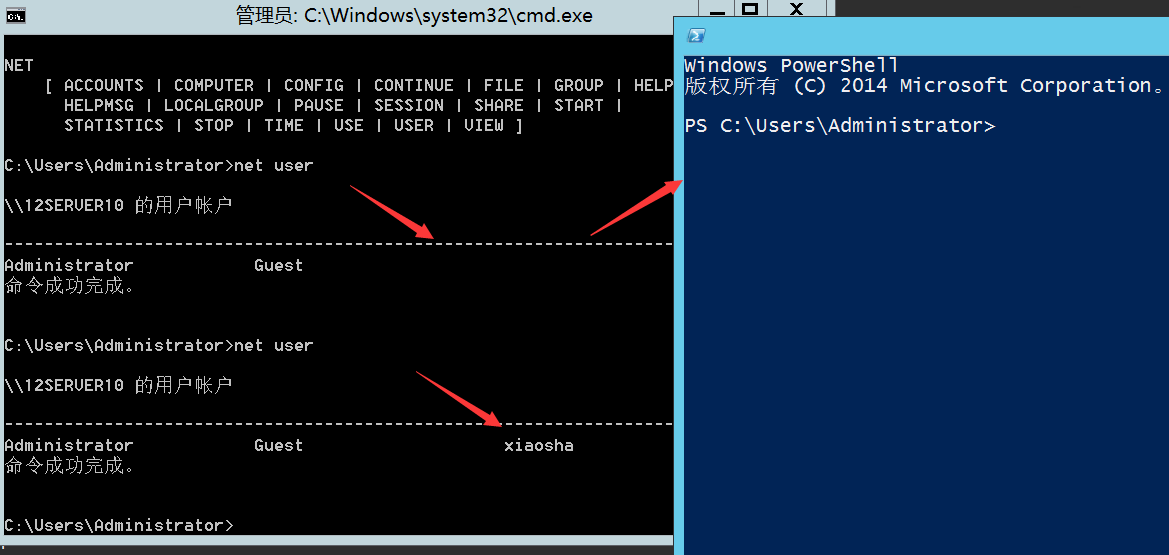 管理员: C:\Windows\system32\cmd.exe
NET
[ ACCOUNTS | COMPUTER | CONFIG | CONTINUE | FILE | GROUP | HELP
HELPMSG | LOCALGROUP | PAUSE | SESSION | SHARE | START |
STATISTICS | STOP | TIME | USE | USER | VIEW ]
C:\Users\Administrator>net user
\\12SERVER10 的用户帐户
-------------------------------------------------------------------
Administrator Guest
命令成功完成。
C:\Users\Administrator>net user
\\12SERVER10 的用户帐户
-------------------------------------------------------------------
Administrator Guest xiaosha
命令成功完成。
C:\Users\Administrator>
Windows PowerShell
版权所有 (C) 2014 Microsoft Corporation。
PS C:\Users\Administrator>